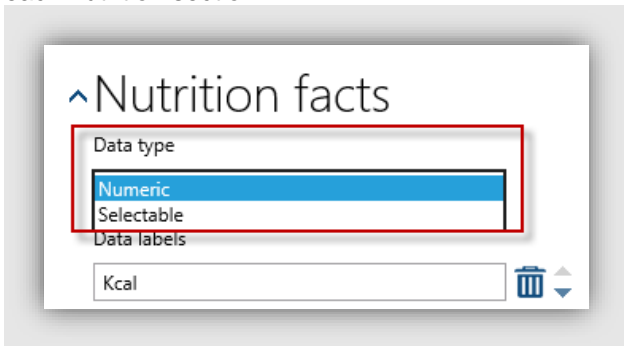 Nutrition facts
Data type
Numeric
Selectable
Data labels
Kcal